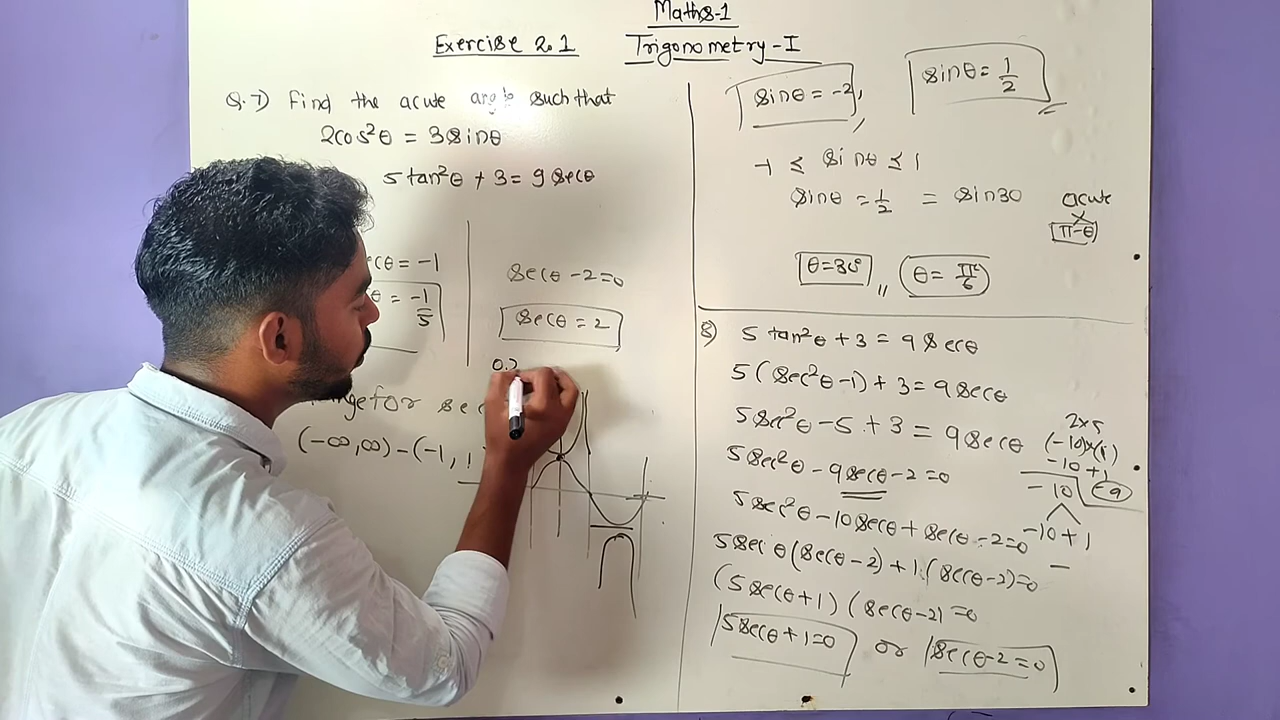 Maths-1
Exercise 2.1 Trigonometry-I
Q.7) Find the acute angle such that
2cos²θ = 3sinθ
5tan²θ + 3 = 9secθ
secθ = -1
θ = -1/5
secθ - 2 = 0
secθ = 2
0.2
range for sec
(-∞,∞) - (-1, 1
sinθ = -2, sinθ = 1/2
-1 ≤ sinθ ≤ 1
sinθ = 1/2 = sin30
acute
π-θ
θ=30° ,, θ = πᶜ/6
8) 5tan²θ + 3 = 9secθ
5(sec²θ-1) + 3 = 9secθ
5sec²θ - 5 + 3 = 9secθ
5sec²θ - 9secθ - 2 = 0
5sec²θ - 10secθ + secθ - 2 = 0
5secθ(secθ-2) + 1.(secθ-2) = 0
(5secθ+1)(secθ-2) = 0
5secθ+1=0 or secθ-2=0
2x5
(-10)x(1)
-10+1
-10 -9
-10+1